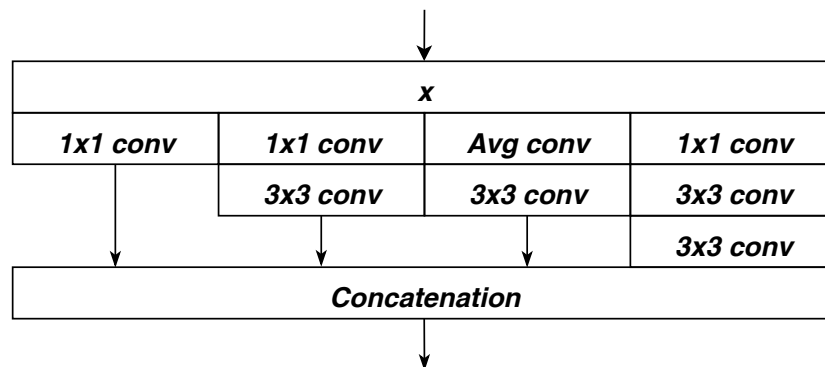 x
1x1 conv 1x1 conv Avg conv 1x1 conv
3x3 conv 3x3 conv 3x3 conv
3x3 conv
Concatenation